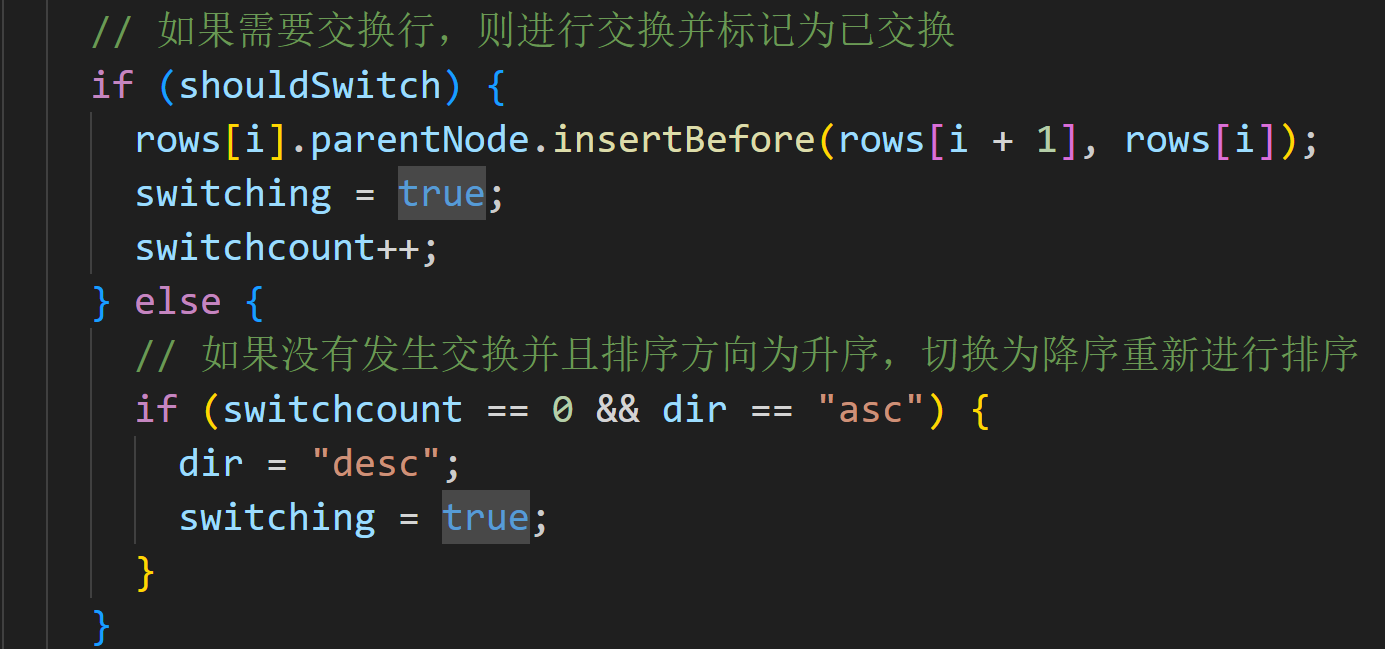 // 如果需要交换行，则进行交换并标记为已交换
if (shouldSwitch) {
rows[i].parentNode.insertBefore(rows[i + 1], rows[i]);
switching = true;
switchcount++;
} else {
// 如果没有发生交换并且排序方向为升序，切换为降序重新进行排序
if (switchcount == 0 && dir == "asc") {
dir = "desc";
switching = true;
}
}